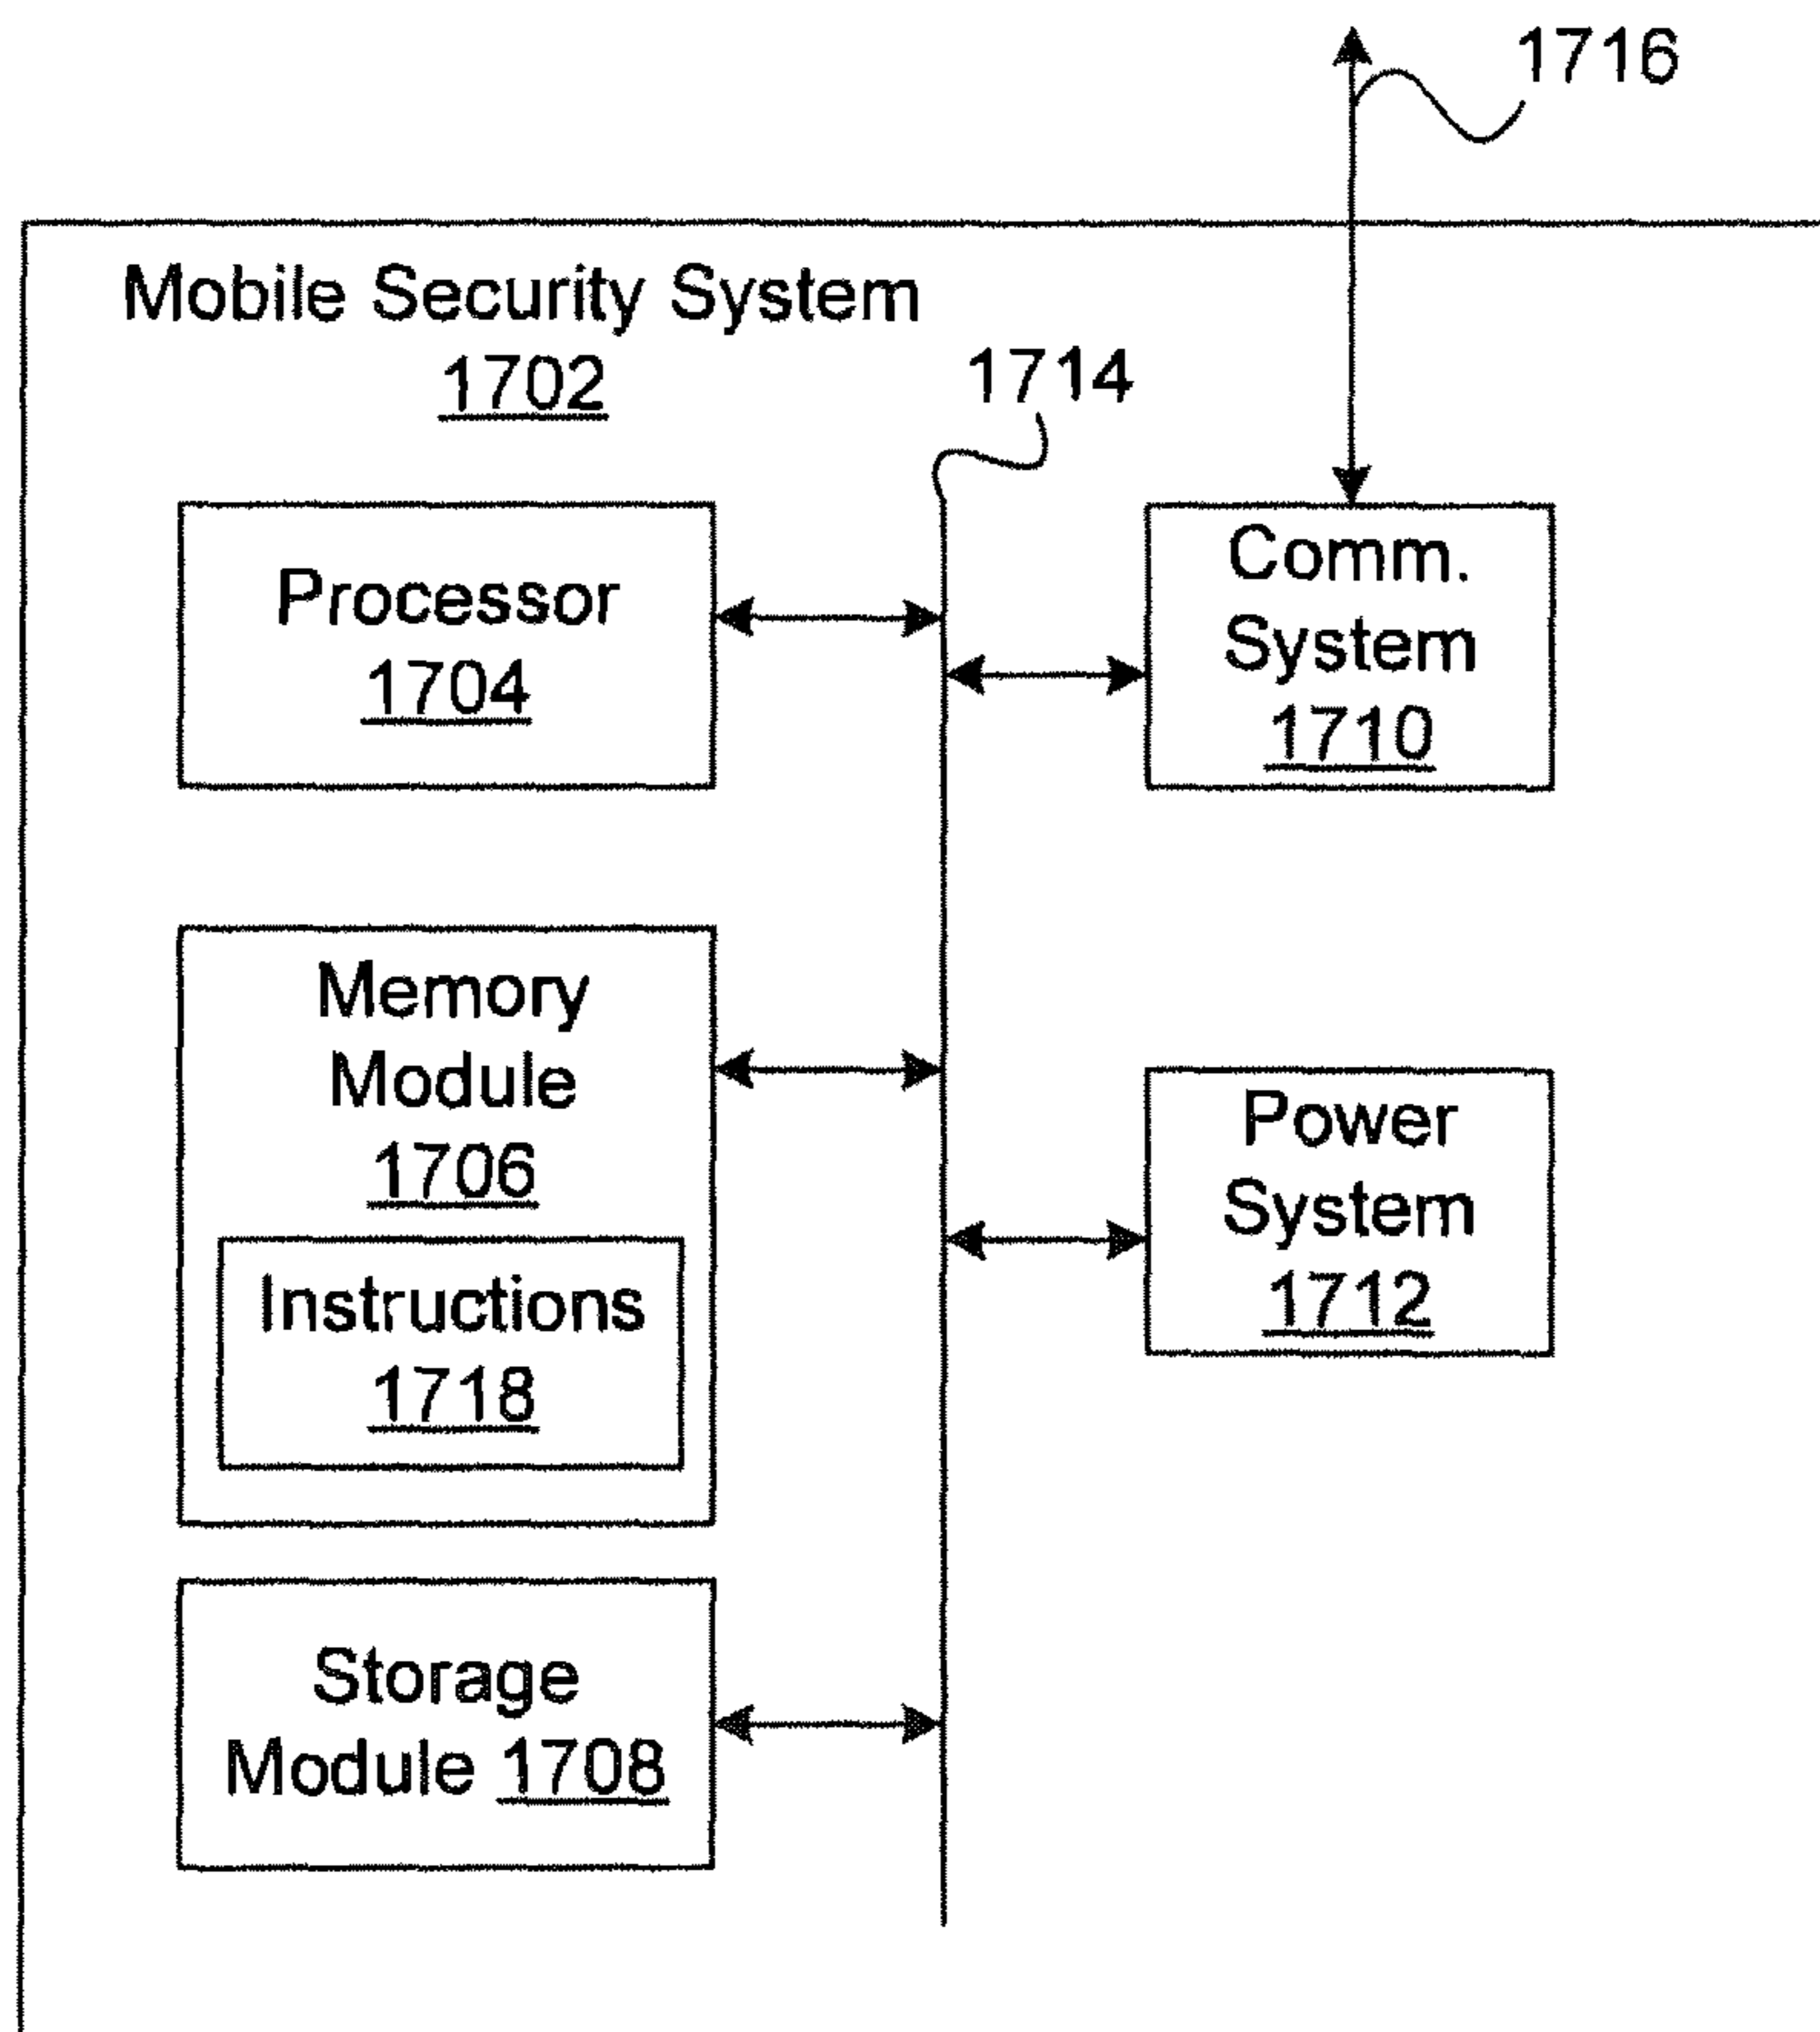 1716
Mobile Security System
1702
1714
Processor
1704
Comm.
System
1710
Memory
Module
1706
Instructions
1718
Power
System
1712
Storage
Module 1708